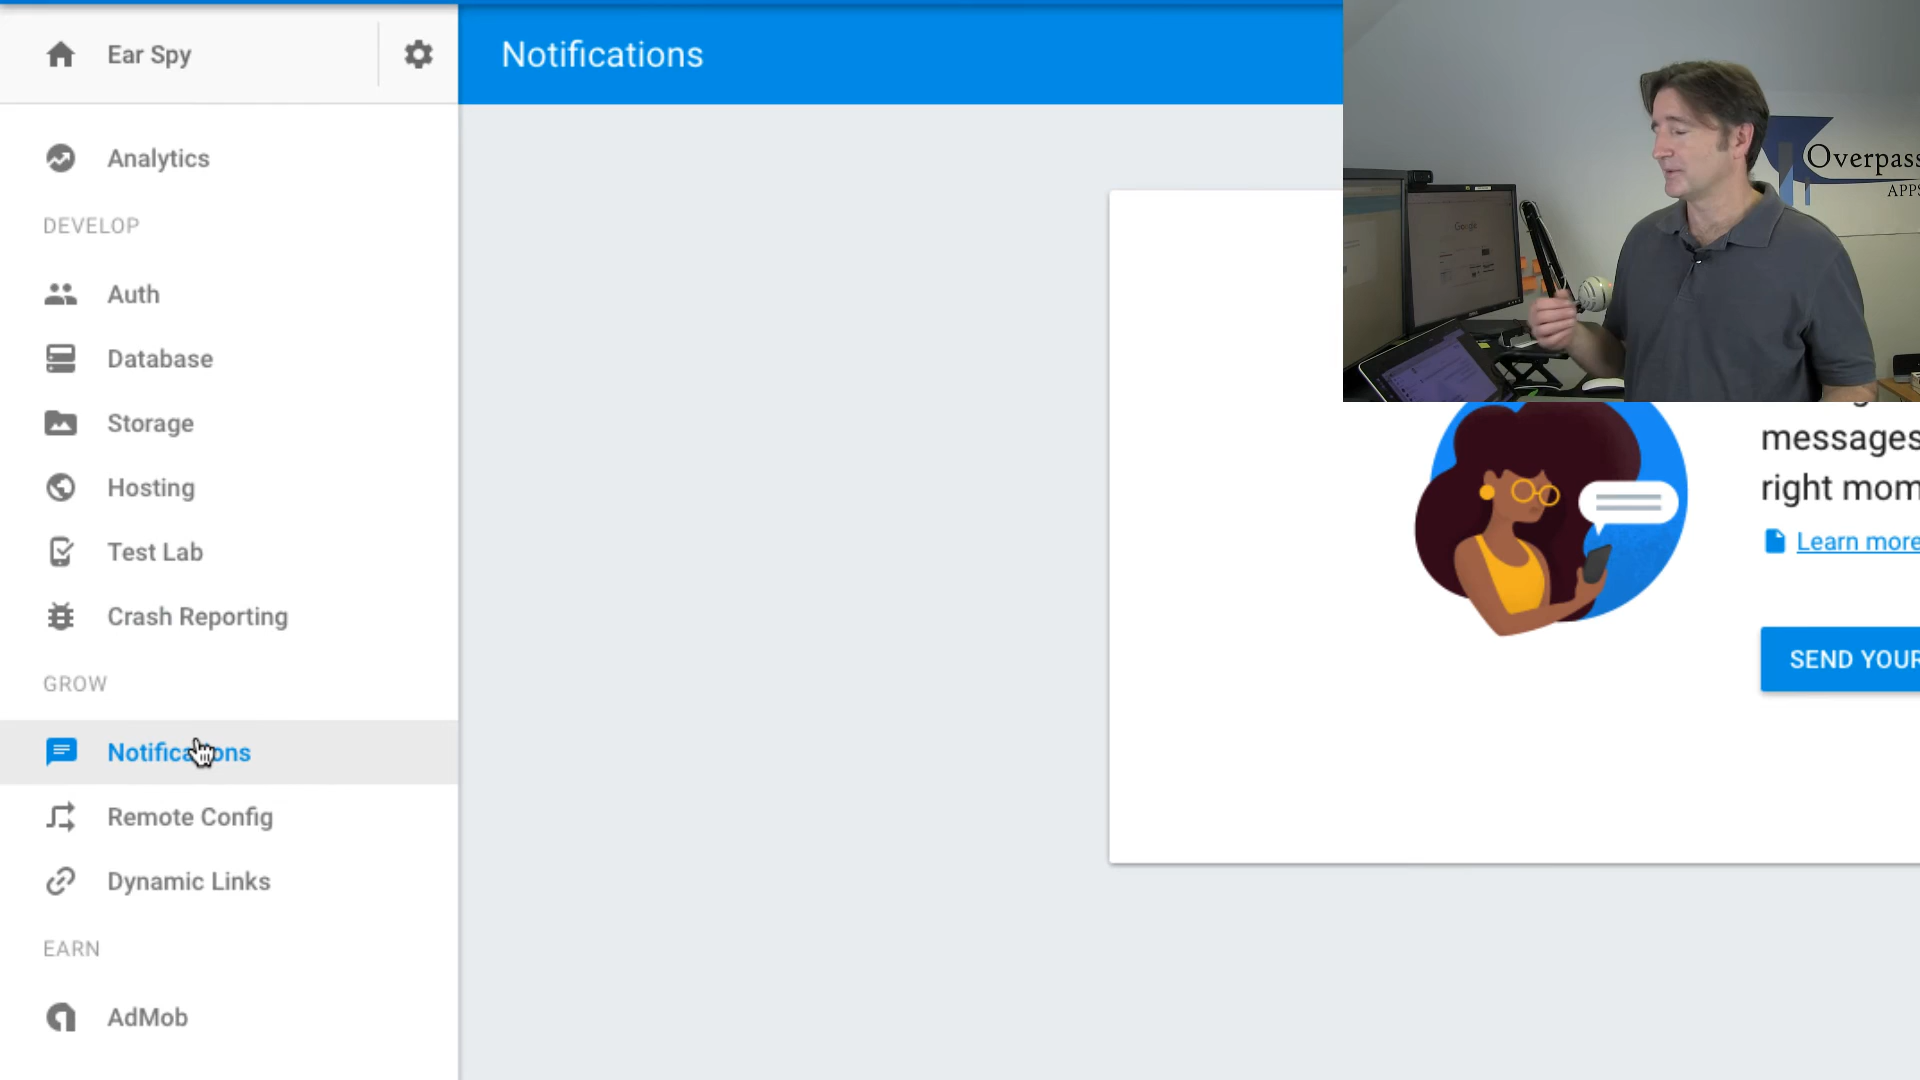 Ear Spy
Notifications
Analytics
DEVELOP
Auth
Database
Storage
Hosting
Test Lab
Crash Reporting
GROW
Notifications
Remote Config
Dynamic Links
EARN
AdMob
Overpass
APPS
Google
messages
right mom
Learn more
SEND YOUR